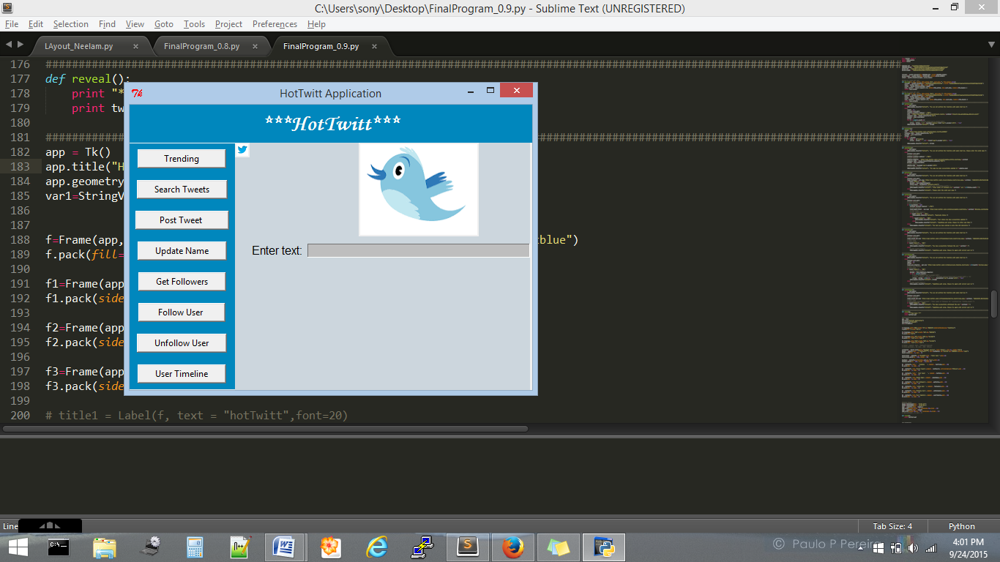 C:\Users\sony\Desktop\FinalProgram_0.9.py - Sublime Text (UNREGISTERED)
File Edit Selection Find View Goto Tools Project Preferences Help
LAyout_Neelam.py × FinalProgram_0.8.py × FinalProgram_0.9.py ×
176
177 def reveal():
178 print "*
179 print tw
180
181
182 app = Tk()
183 app.title("H
184 app.geometry
185 var1=StringV
186
187
188 f=Frame(app, tblue")
189 f.pack(fill=
190
191 f1=Frame(app
192 f1.pack(side
193
194 f2=Frame(app
195 f2.pack(side
196
197 f3=Frame(app
198 f3.pack(side
199
200 # title1 = Label(f, text = "hotTwitt",font=20)
HotTwitt Application
***HotTwitt***
Trending
Search Tweets
Post Tweet
Update Name
Get Followers
Follow User
Unfollow User
User Timeline
Enter text:
Line
Tab Size: 4
Python
© Paulo P Pereira
4:01 PM
9/24/2015